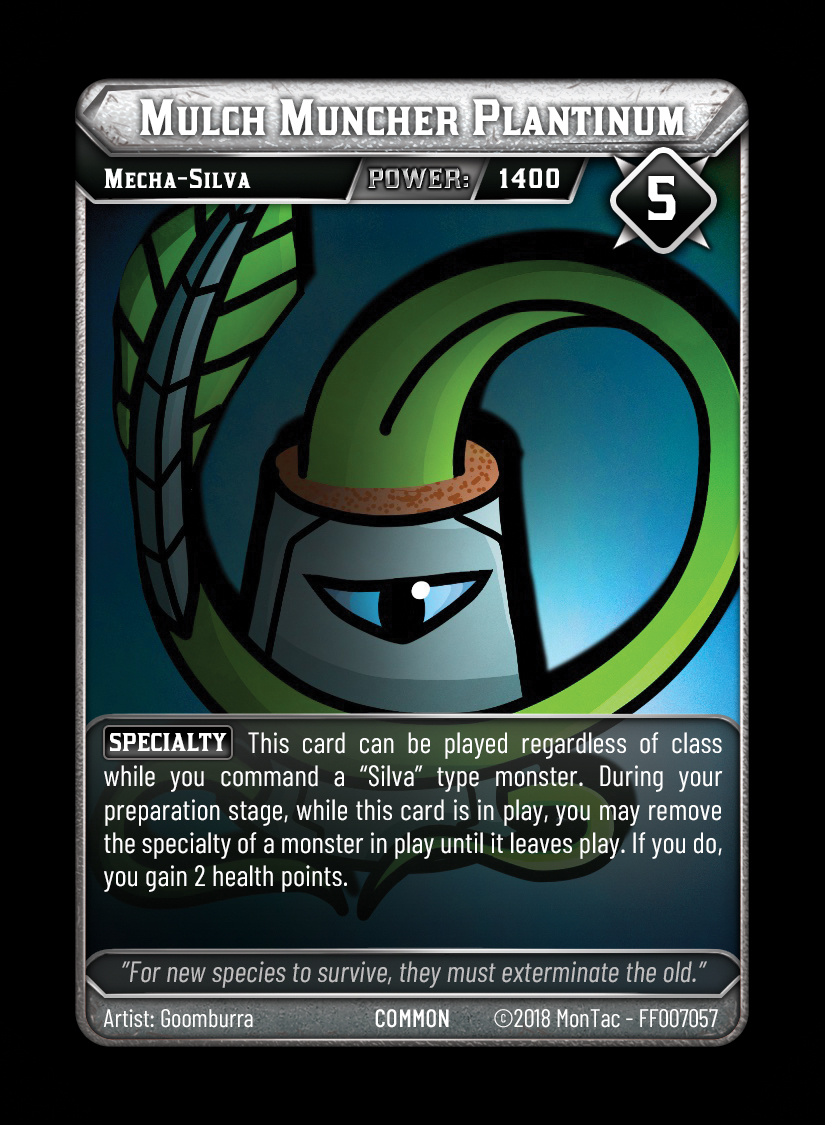 Mulch Muncher Plantinum
Mecha-Silva POWER: 1400
5
SPECIALTY This card can be played regardless of class
while you command a "Silva" type monster. During your
preparation stage, while this card is in play, you may remove
the specialty of a monster in play until it leaves play. If you do,
you gain 2 health points.
"For new species to survive, they must exterminate the old."
Artist: Goomburra COMMON ©2018 MonTac - FF007057